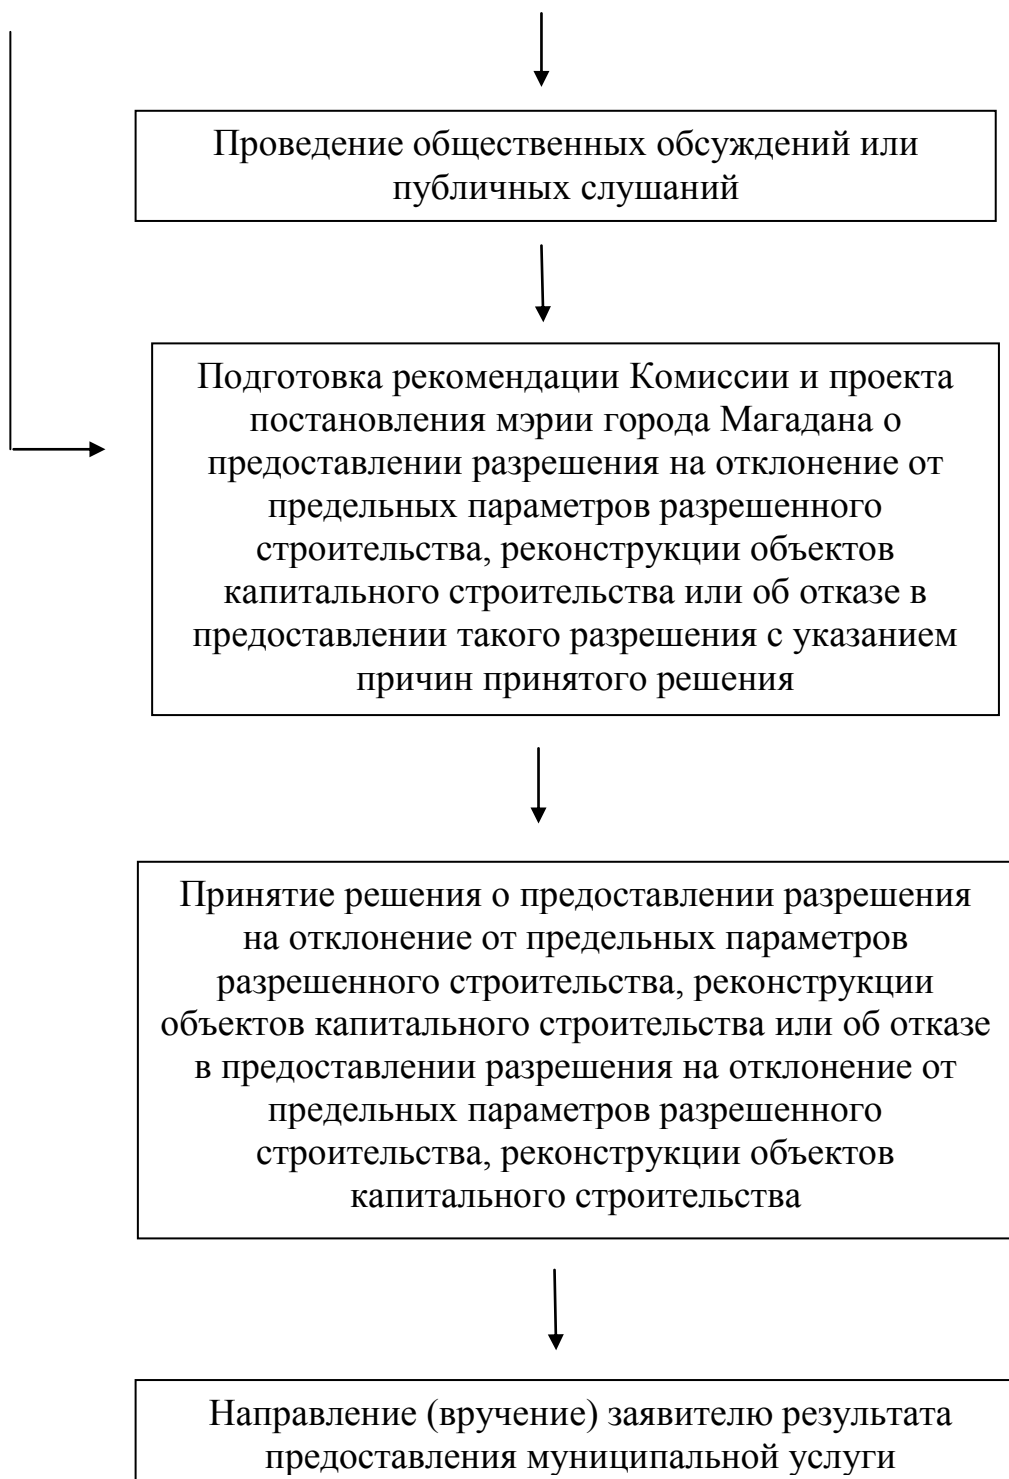 Проведение общественных обсуждений или
публичных слушаний
Подготовка рекомендации Комиссии и проекта
постановления мэрии города Магадана о
предоставлении разрешения на отклонение от
предельных параметров разрешенного
строительства, реконструкции объектов
капитального строительства или об отказе в
предоставлении такого разрешения с указанием
причин принятого решения
Принятие решения о предоставлении разрешения
на отклонение от предельных параметров
разрешенного строительства, реконструкции
объектов капитального строительства или об отказе
в предоставлении разрешения на отклонение от
предельных параметров разрешенного
строительства, реконструкции объектов
капитального строительства
Направление (вручение) заявителю результата
предоставления муниципальной услуги